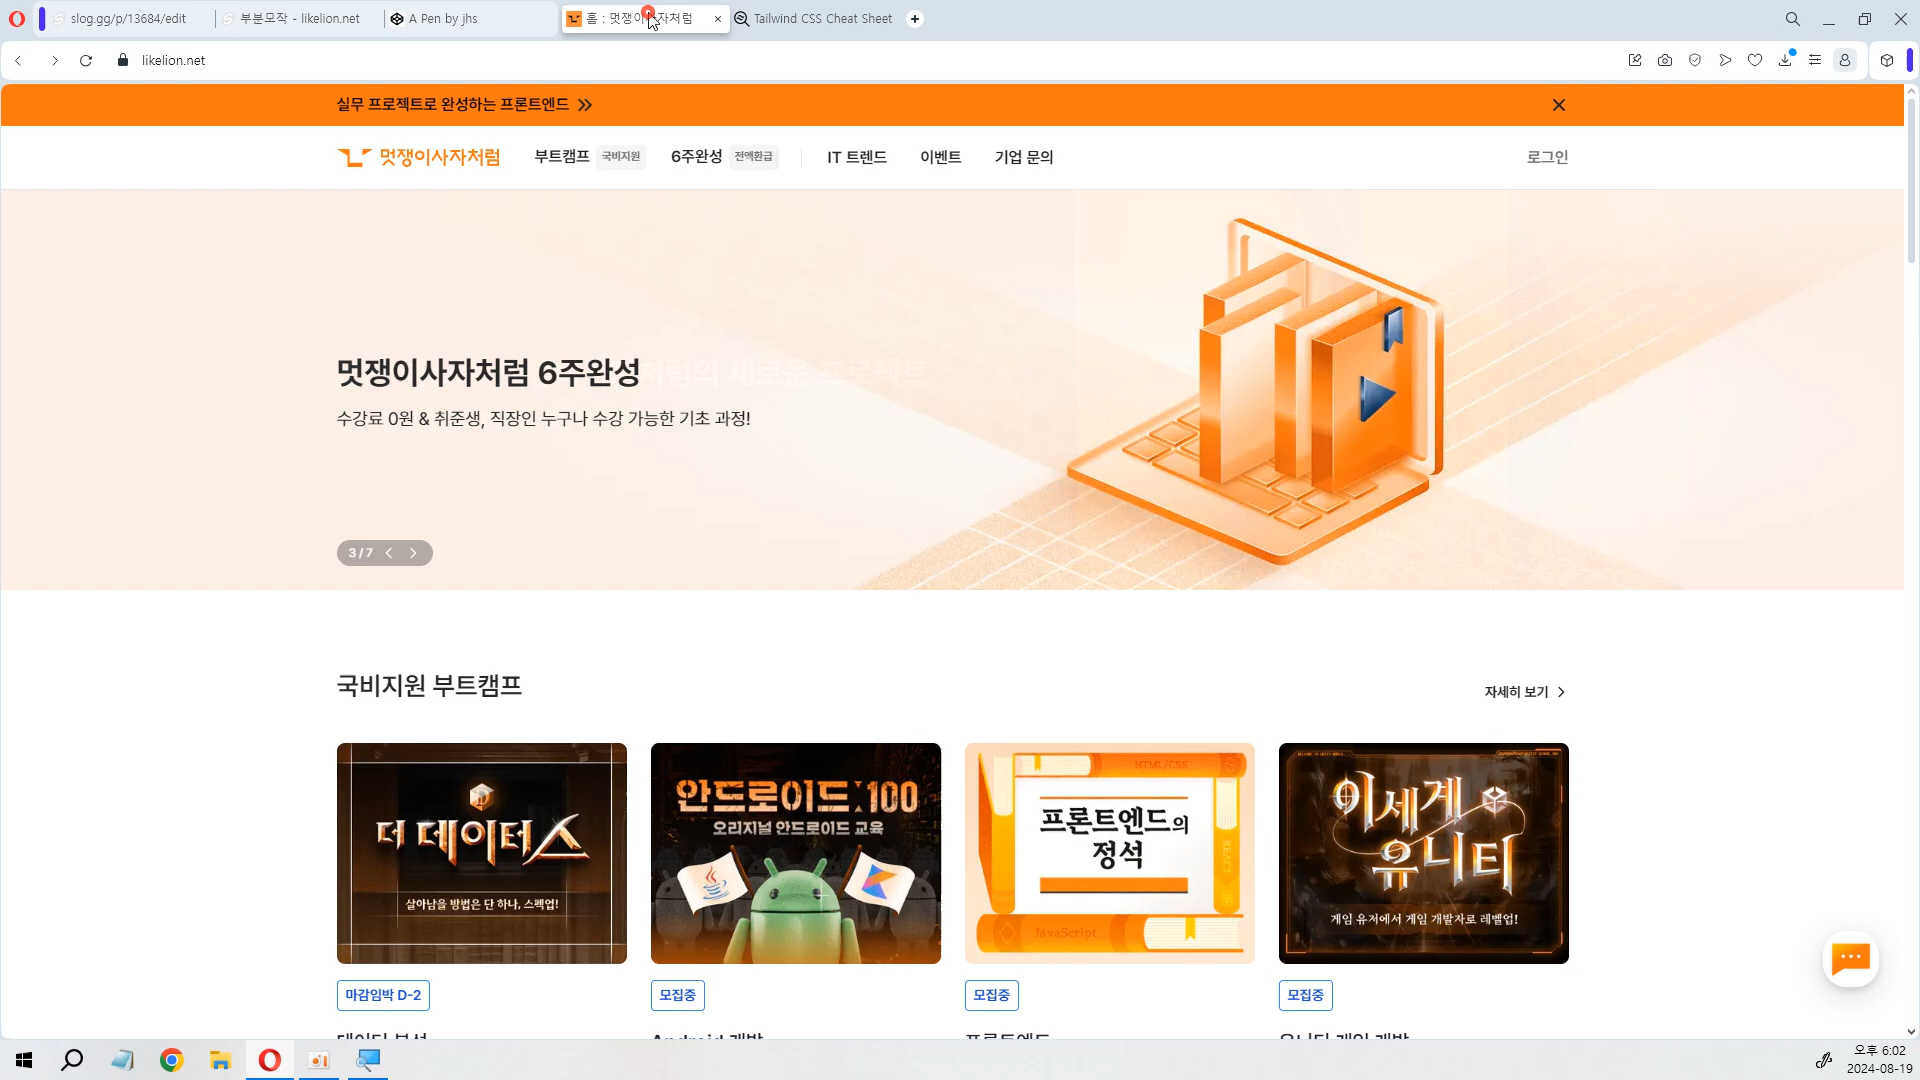 slog.gg/p/13684/edit
부분모작 - likelion.net
A Pen by jhs
홈 : 멋쟁이사자처럼
Tailwind CSS Cheat Sheet
likelion.net
실무 프로젝트로 완성하는 프론트엔드
멋쟁이사자처럼
부트캠프 국비지원
6주완성 전액환급
IT 트렌드
이벤트
기업 문의
로그인
멋쟁이사자처럼 6주완성
수강료 0원 & 취준생, 직장인 누구나 수강 가능한 기초 과정!
3 / 7
국비지원 부트캠프
자세히 보기
더 데이터스
살아남을 방법은 단 하나, 스펙업!
안드로이드:100
오리지널 안드로이드 교육
HTML/CSS
프론트엔드의
정석
REACT
JavaScript
이세계
유니티
게임 유저에서 게임 개발자로 레벨업!
마감임박 D-2
모집중
모집중
모집중
데이터 분석
Android 개발
프론트엔드
유니티 게임 개발
오후 6:02
2024-08-19